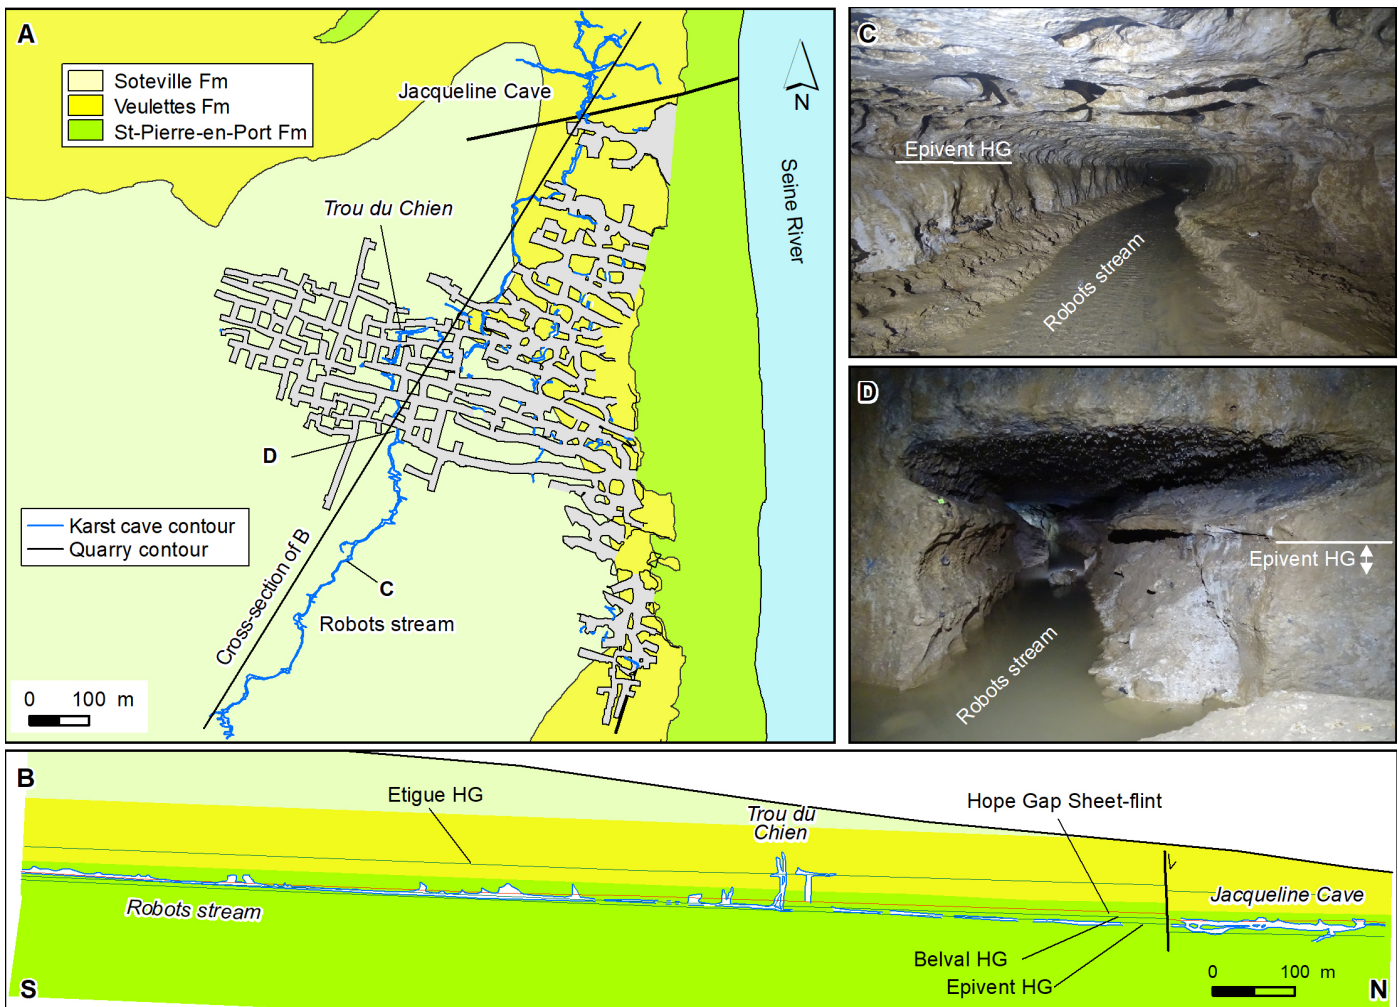 A
Soteville Fm
Veulettes Fm
St-Pierre-en-Port Fm
Jacqueline Cave
N
Seine River
Trou du Chien
D
Karst cave contour
Quarry contour
Cross-section of B
C
Robots stream
0 100 m
C
Epivent HG
Robots stream
D
Epivent HG
Robots stream
B
Etigue HG
Trou du
Chien
Hope Gap Sheet-flint
Jacqueline Cave
Robots stream
Belval HG
Epivent HG
0 100 m
S
N